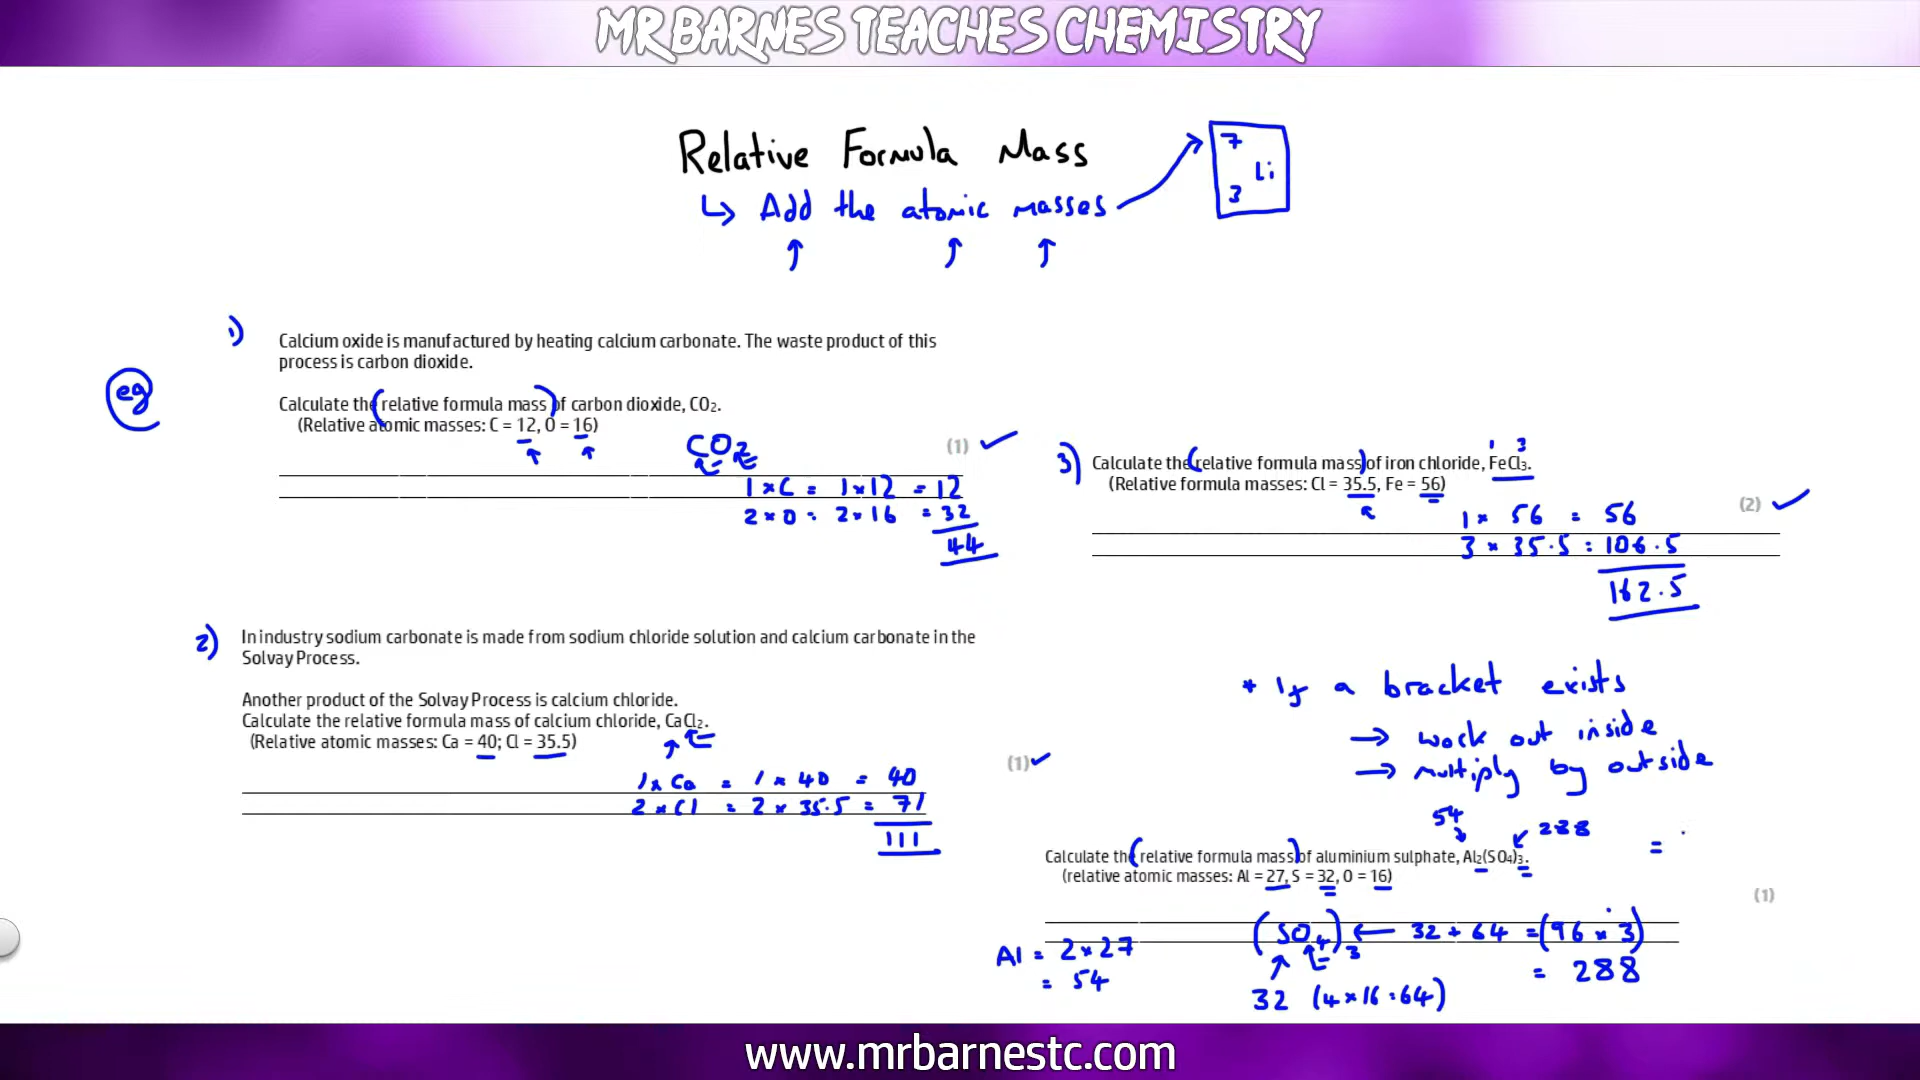 MR BARNES TEACHES CHEMISTRY
Relative Formula Mass
↳ Add the atomic masses
7
Li
3
eg
1)
Calcium oxide is manufactured by heating calcium carbonate. The waste product of this
process is carbon dioxide.
Calculate the (relative formula mass) of carbon dioxide, CO₂.
(Relative atomic masses: C = 12, O = 16)
CO₂
(1) ✓
1 × C = 1 × 12 = 12
2 × O = 2 × 16 = 32
44
2)
In industry sodium carbonate is made from sodium chloride solution and calcium carbonate in the
Solvay Process.
Another product of the Solvay Process is calcium chloride.
Calculate the relative formula mass of calcium chloride, CaCl₂.
(Relative atomic masses: Ca = 40; Cl = 35.5)
(1) ✓
1 × Ca = 1 × 40 = 40
2 × Cl = 2 × 35.5 = 71
111
3)
1 3
Calculate the (relative formula mass) of iron chloride, FeCl₃.
(Relative formula masses: Cl = 35.5, Fe = 56)
(2) ✓
1 × 56 = 56
3 × 35.5 = 106.5
162.5
* If a bracket exists
→ work out inside
→ multiply by outside
54 288
Calculate the (relative formula mass) of aluminium sulphate, Al₂(SO₄)₃. =
(relative atomic masses: Al = 27, S = 32, O = 16)
(1)
(SO₄)₃ ← 32 + 64 = (96 × 3)
Al = 2 × 27
= 54
= 288
32 (4 × 16 = 64)
www.mrbarnestc.com